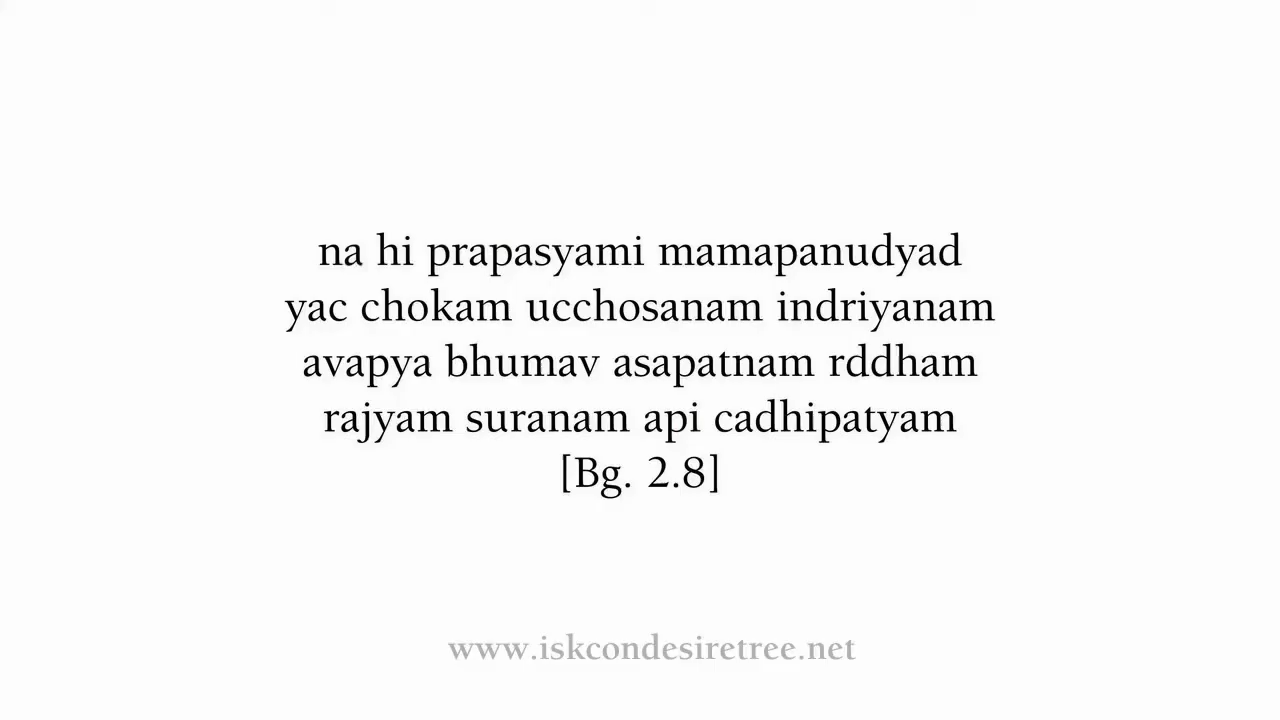 na hi prapasyami mamapanudyad
yac chokam ucchosanam indriyanam
avapya bhumav asapatnam rddham
rajyam suranam api cadhipatyam
[Bg. 2.8]
www.iskcondesiretree.net